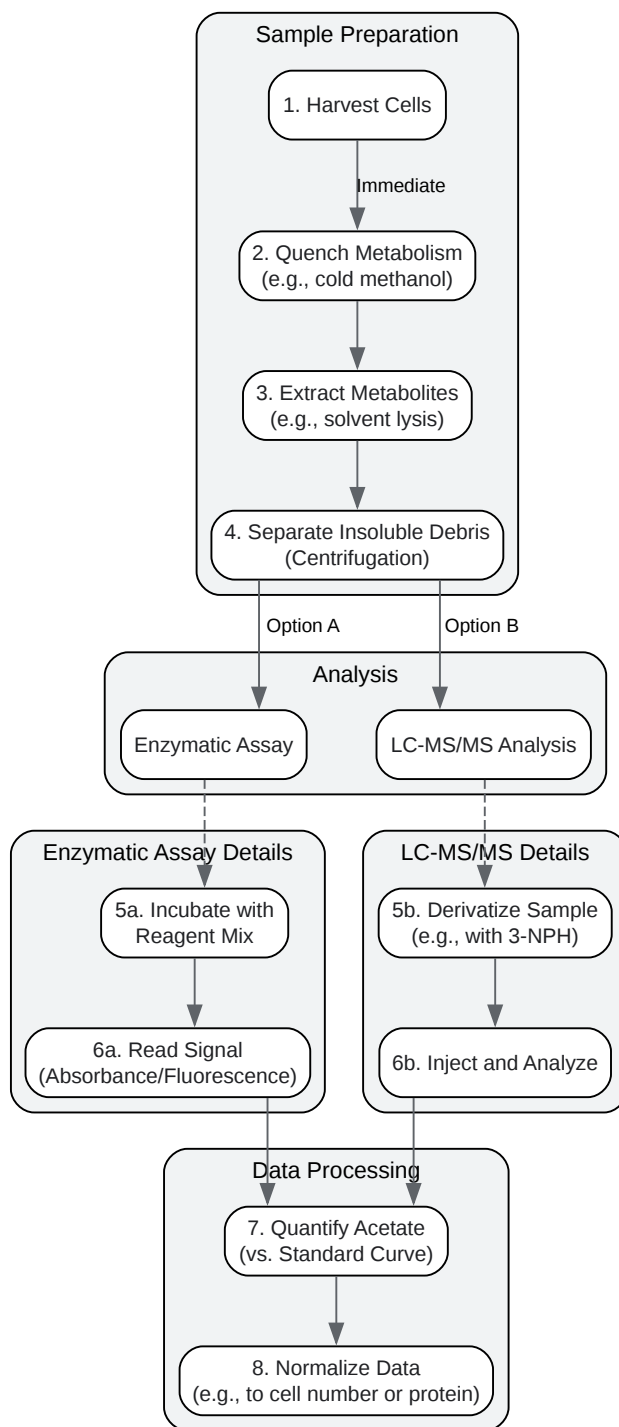 Sample Preparation
1. Harvest Cells
Immediate
2. Quench Metabolism
(e.g., cold methanol)
3. Extract Metabolites
(e.g., solvent lysis)
4. Separate Insoluble Debris
(Centrifugation)
Option A
Option B
Analysis
Enzymatic Assay
LC-MS/MS Analysis
Enzymatic Assay Details
LC-MS/MS Details
5a. Incubate with
Reagent Mix
5b. Derivatize Sample
(e.g., with 3-NPH)
6a. Read Signal
(Absorbance/Fluorescence)
6b. Inject and Analyze
Data Processing
7. Quantify Acetate
(vs. Standard Curve)
8. Normalize Data
(e.g., to cell number or protein)